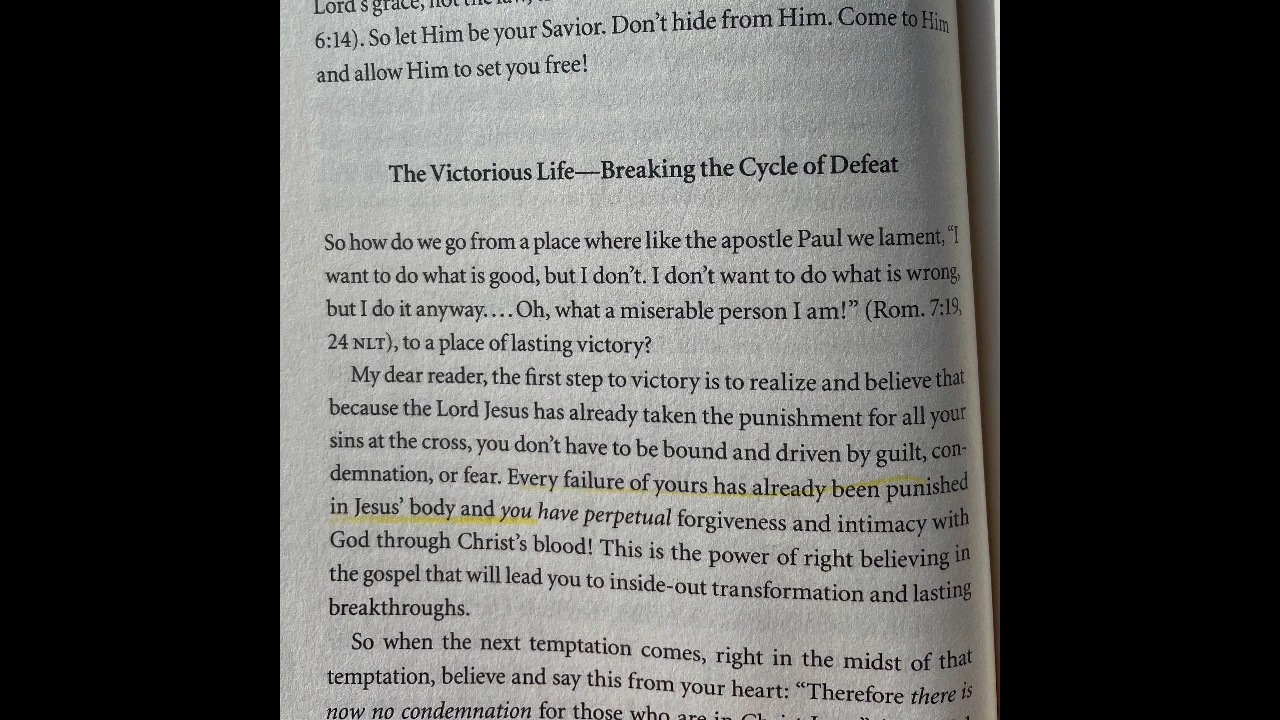 Lord's grace, not the law,
6:14). So let Him be your Savior. Don't hide from Him. Come to Him
and allow Him to set you free!
The Victorious Life—Breaking the Cycle of Defeat
So how do we go from a place where like the apostle Paul we lament, “I
want to do what is good, but I don't. I don't want to do what is wrong,
but I do it anyway.... Oh, what a miserable person I am!” (Rom. 7:19,
24 NLT), to a place of lasting victory?
My dear reader, the first step to victory is to realize and believe that
because the Lord Jesus has already taken the punishment for all your
sins at the cross, you don't have to be bound and driven by guilt, con-
demnation, or fear. Every failure of yours has already been punished
in Jesus' body and you have perpetual forgiveness and intimacy with
God through Christ's blood! This is the power of right believing in
the gospel that will lead you to inside-out transformation and lasting
breakthroughs.
So when the next temptation comes, right in the midst of that
temptation, believe and say this from your heart: “Therefore there is
now no condemnation for those who are in Christ Jesus”